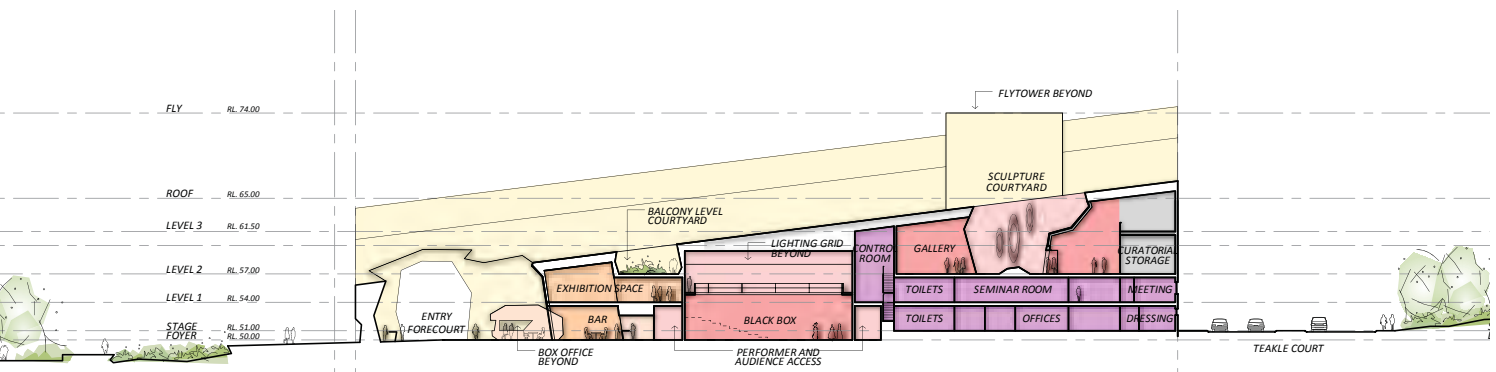 FLYTOWER BEYOND
FLY RL. 74.00
SCULPTURE
COURTYARD
ROOF RL. 65.00
BALCONY LEVEL
COURTYARD
LEVEL 3 RL. 61.50
LIGHTING GRID
BEYOND
CONTRO
ROOM
GALLERY
CURATORIA
STORAGE
LEVEL 2 RL. 57.00
EXHIBITION SPACE
TOILETS
SEMINAR ROOM
MEETING
LEVEL 1 RL. 54.00
ENTRY
FORECOURT
BAR
BLACK BOX
TOILETS
OFFICES
DRESSING
STAGE RL. 51.00
FOYER RL. 50.00
BOX OFFICE
BEYOND
PERFORMER AND
AUDIENCE ACCESS
TEAKLE COURT